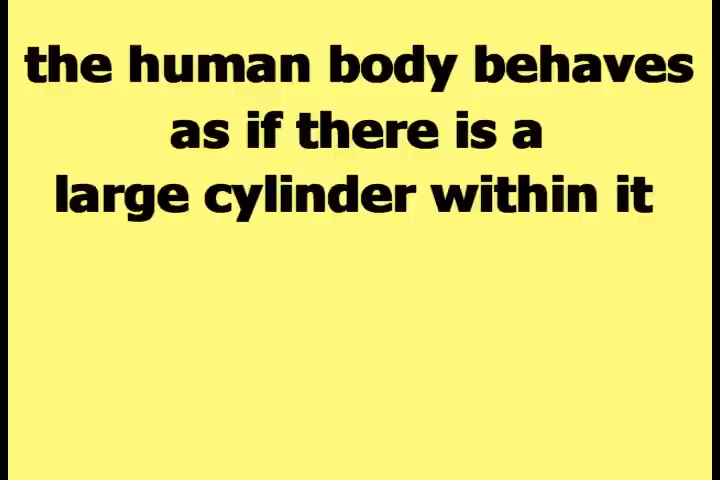 the human body behaves
as if there is a
large cylinder within it